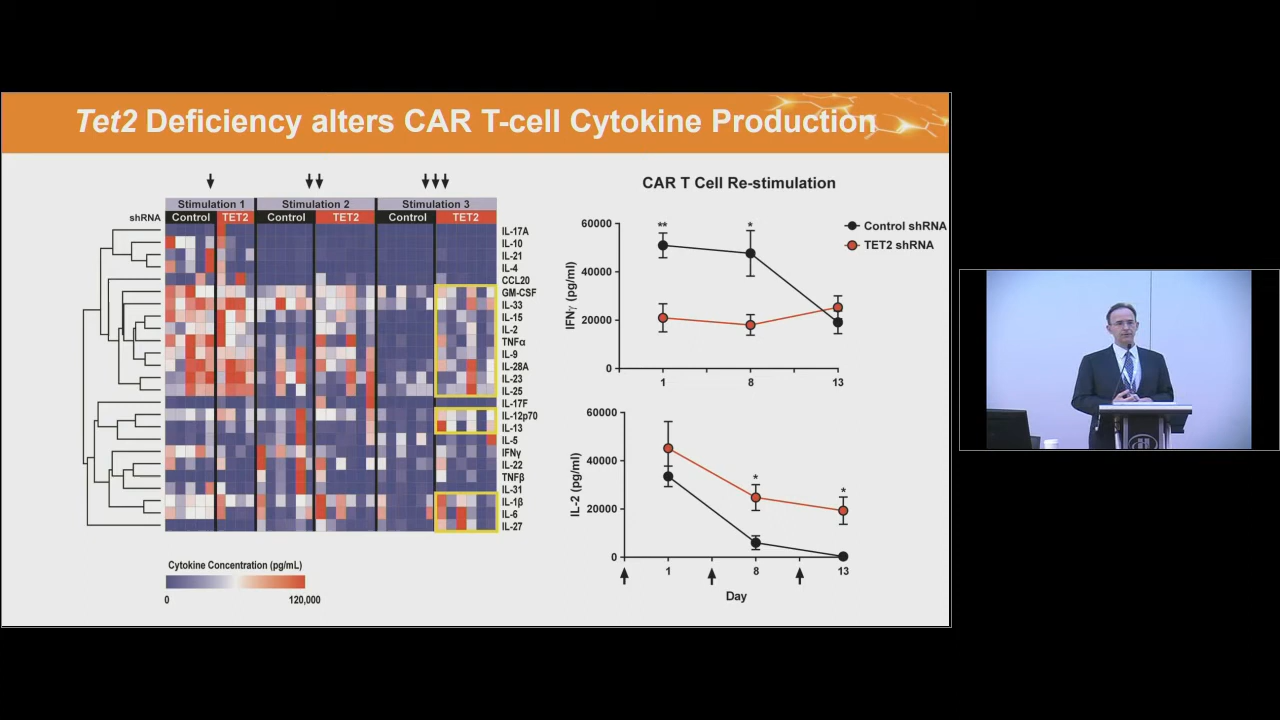 Tet2 Deficiency alters CAR T-cell Cytokine Production
Stimulation 1 Stimulation 2 Stimulation 3
shRNA Control TET2 Control TET2 Control TET2
IL-17A
IL-10
IL-21
IL-4
CCL20
GM-CSF
IL-33
IL-15
IL-2
TNFα
IL-9
IL-28A
IL-23
IL-25
IL-17F
IL-12p70
IL-13
IL-5
IFNγ
IL-22
TNFβ
IL-31
IL-1β
IL-6
IL-27
Cytokine Concentration (pg/mL)
0 120,000
CAR T Cell Re-stimulation
Control shRNA
TET2 shRNA
IFNγ (pg/ml)
60000
40000
20000
0
** *
1 8 13
IL-2 (pg/ml)
60000
40000
20000
0
* *
1 8 13
Day